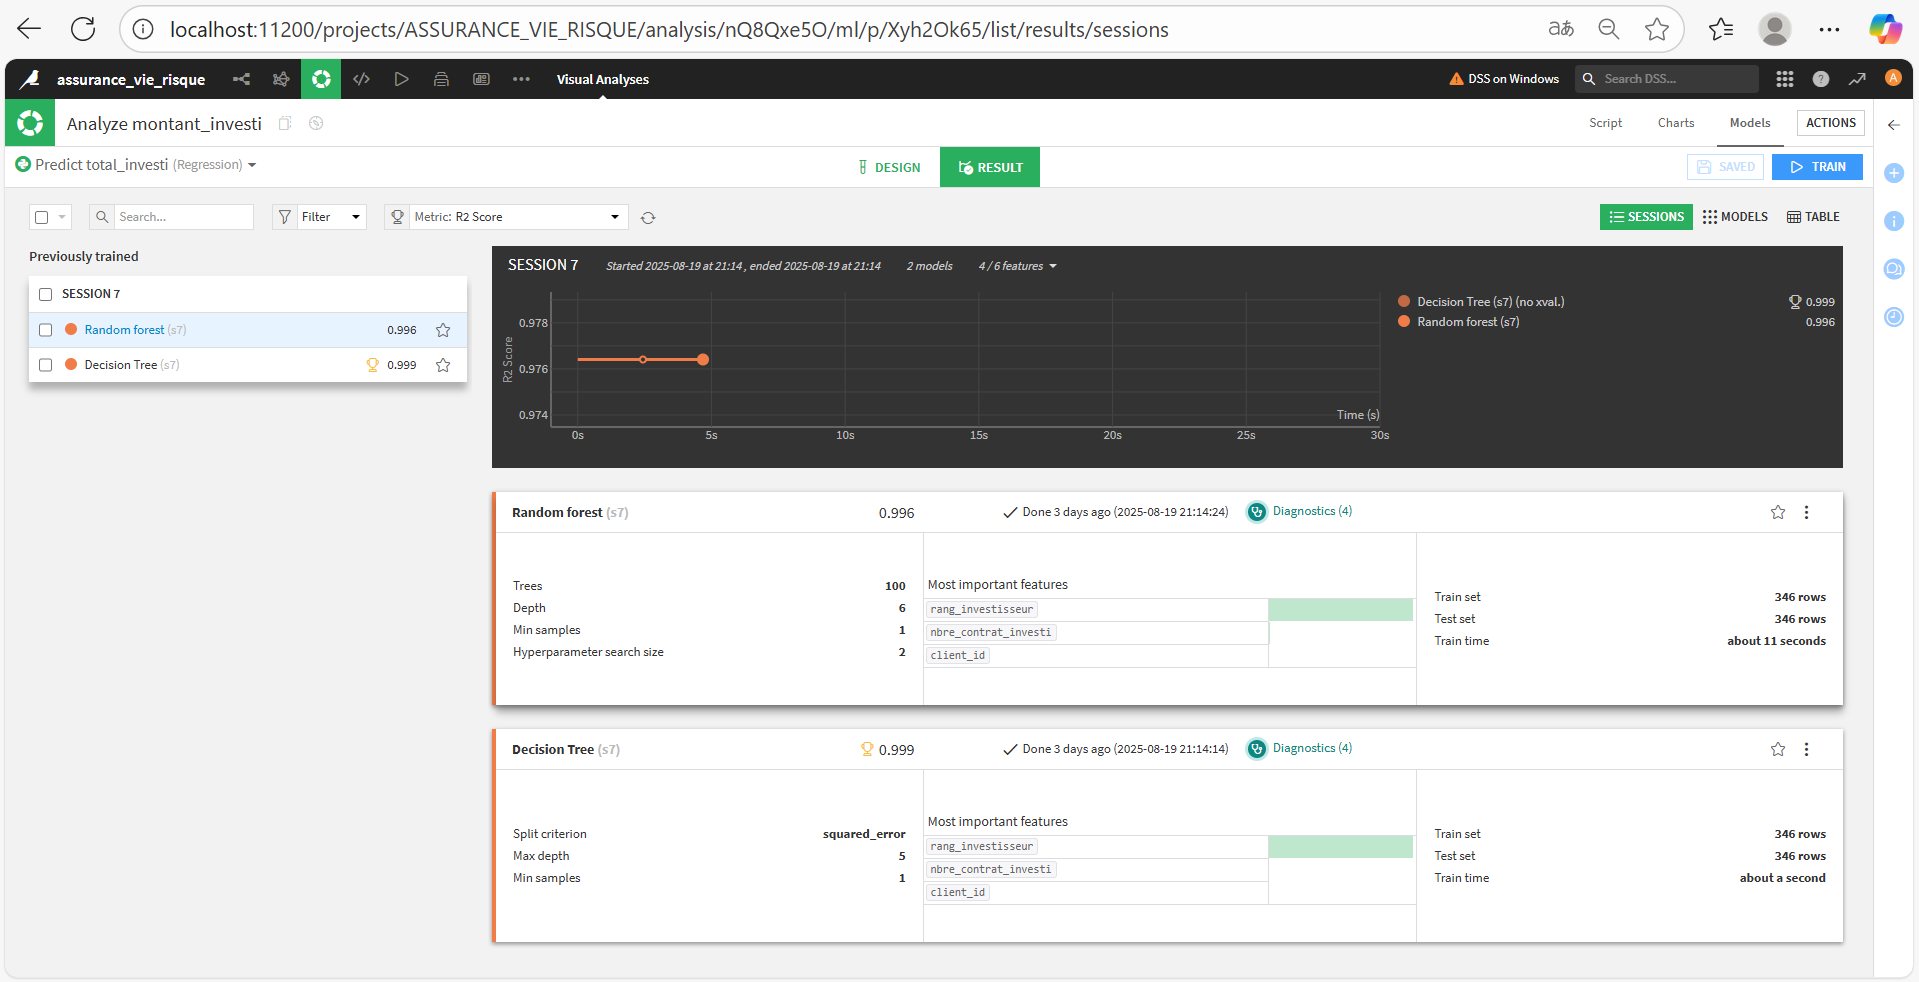 localhost:11200/projects/ASSURANCE_VIE_RISQUE/analysis/nQ8Qxe5O/ml/p/Xyh2Ok65/list/results/sessions
assurance_vie_risque
Visual Analyses
DSS on Windows
Search DSS...
A
Analyze montant_investi
Script
Charts
Models
ACTIONS
Predict total_investi (Regression)
DESIGN
RESULT
SAVED
TRAIN
Search...
Filter
Metric: R2 Score
SESSIONS
MODELS
TABLE
Previously trained
SESSION 7
Random forest (s7) 0.996
Decision Tree (s7) 0.999
SESSION 7
Started 2025-08-19 at 21:14 , ended 2025-08-19 at 21:14
2 models
4 / 6 features
R2 Score
0.978
0.976
0.974
Time (s)
0s 5s 10s 15s 20s 25s 30s
Decision Tree (s7) (no xval.) 0.999
Random forest (s7) 0.996
Random forest (s7) 0.996
Done 3 days ago (2025-08-19 21:14:24)
Diagnostics (4)
Trees 100
Depth 6
Min samples 1
Hyperparameter search size 2
Most important features
rang_investisseur
nbre_contrat_investi
client_id
Train set 346 rows
Test set 346 rows
Train time about 11 seconds
Decision Tree (s7) 0.999
Done 3 days ago (2025-08-19 21:14:14)
Diagnostics (4)
Split criterion squared_error
Max depth 5
Min samples 1
Most important features
rang_investisseur
nbre_contrat_investi
client_id
Train set 346 rows
Test set 346 rows
Train time about a second